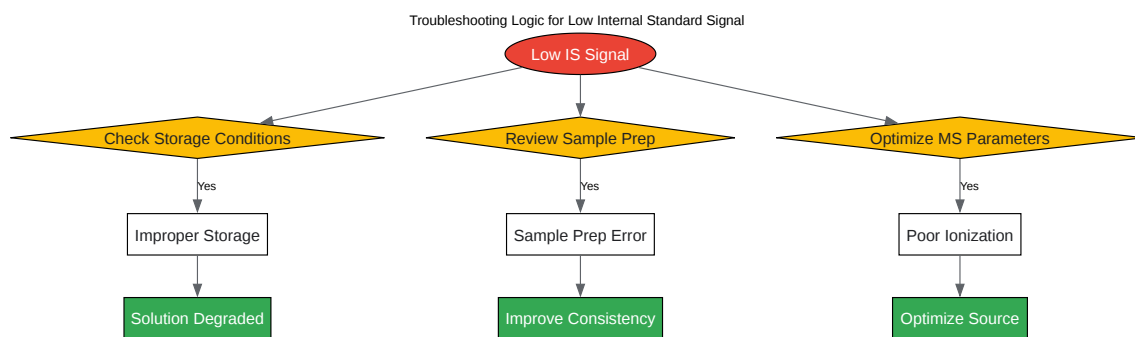 Troubleshooting Logic for Low Internal Standard Signal
Low IS Signal
Check Storage Conditions
Review Sample Prep
Optimize MS Parameters
Yes
Yes
Yes
Improper Storage
Sample Prep Error
Poor Ionization
Solution Degraded
Improve Consistency
Optimize Source